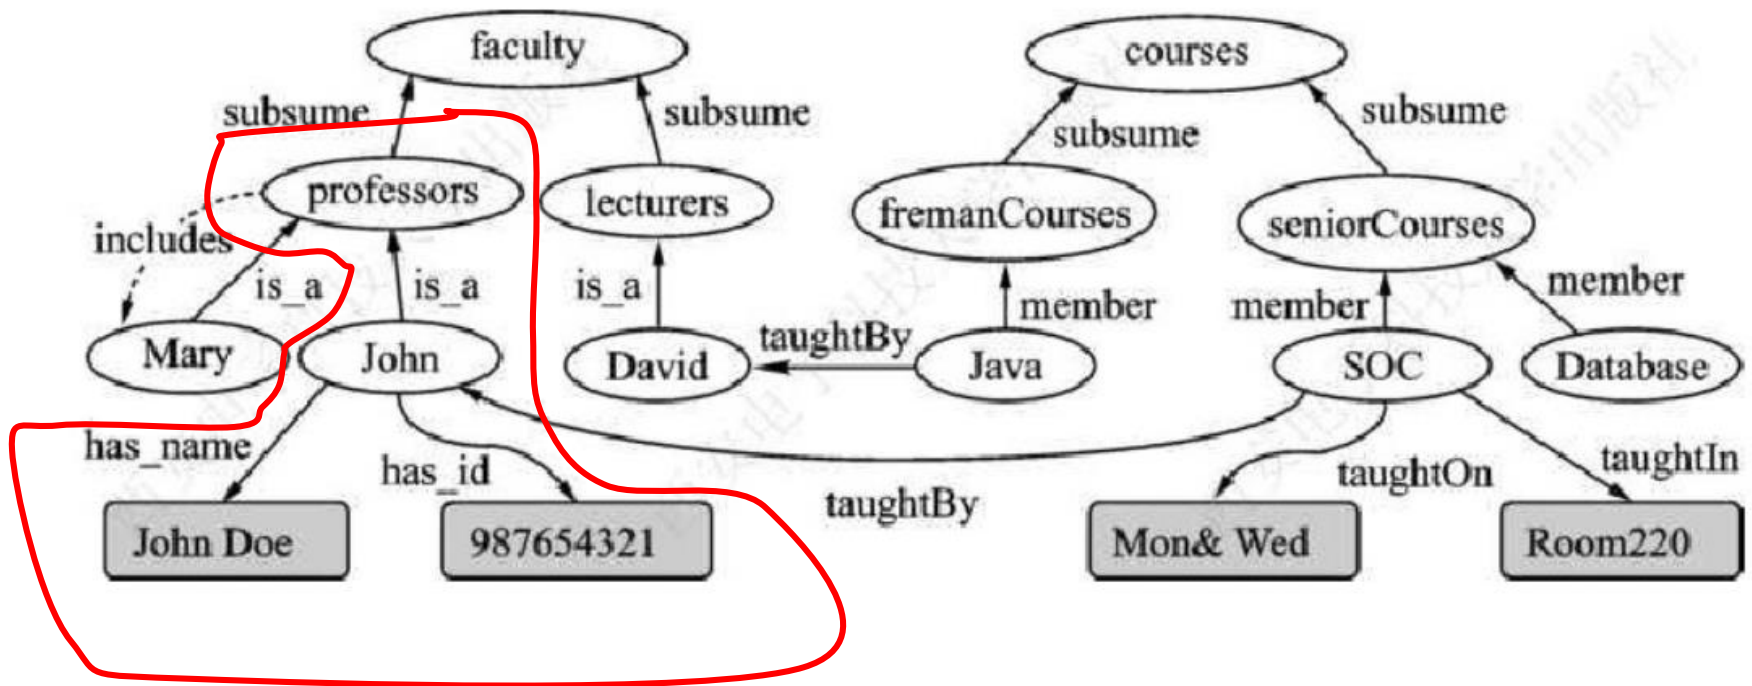 faculty
courses
subsume
subsume
subsume
subsume
professors
lecturers
fremanCourses
seniorCourses
includes
is_a
is_a
is_a
member
member
member
taughtBy
Mary
John
David
Java
SOC
Database
has_name
has_id
taughtBy
taughtOn
taughtIn
John Doe
987654321
Mon& Wed
Room220